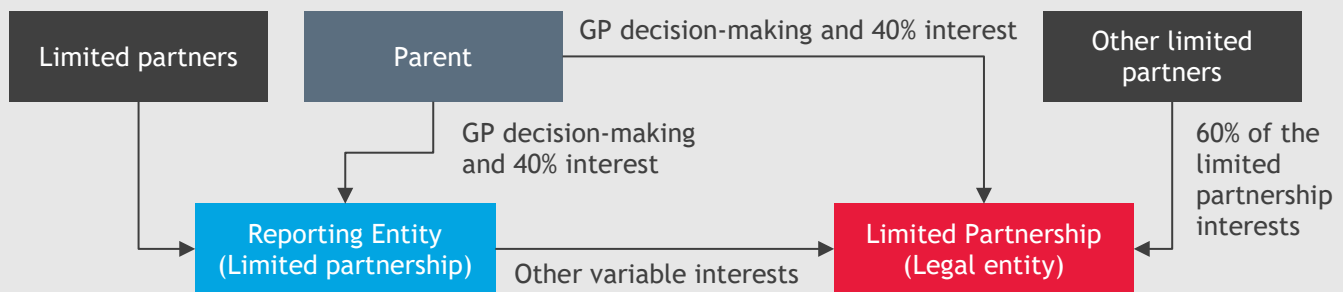 GP decision-making and 40% interest
Limited partners
Parent
Other limited
partners
GP decision-making
and 40% interest
60% of the
limited
partnership
interests
Reporting Entity
(Limited partnership)
Other variable interests
Limited Partnership
(Legal entity)